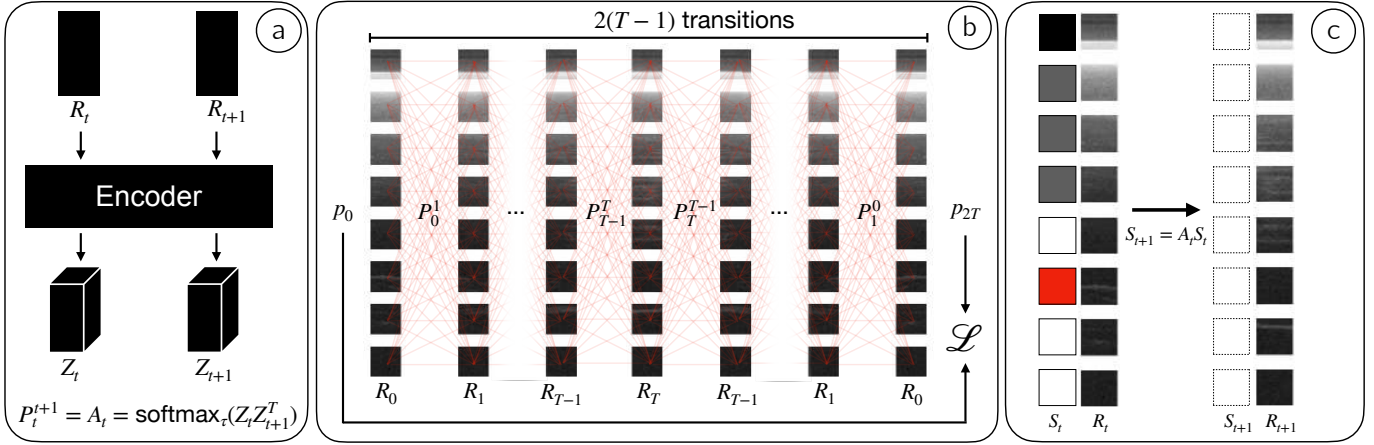 a
R_t R_{t+1}
Encoder
Z_t Z_{t+1}
P_t^{t+1} = A_t = softmax_τ(Z_t Z_{t+1}^T)
b
2(T − 1) transitions
p_0 P_0^1 ... P_{T−1}^T P_T^{T−1} ... P_1^0 p_{2T}
ℒ
R_0 R_1 R_{T−1} R_T R_{T−1} R_1 R_0
c
S_{t+1} = A_t S_t
S_t R_t S_{t+1} R_{t+1}